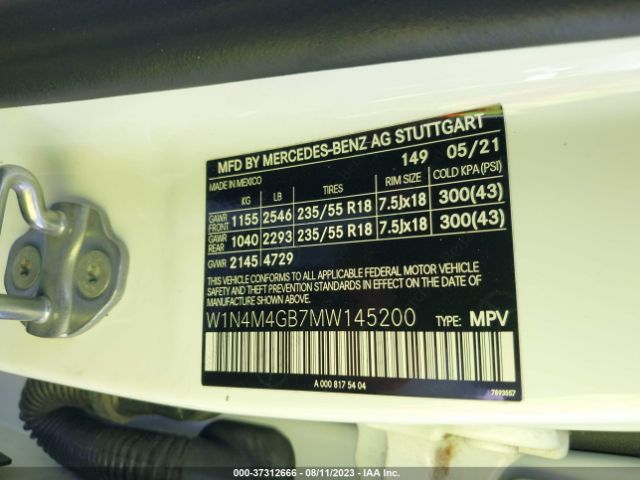 MFD BY MERCEDES-BENZ AG STUTTGART
MADE IN MEXICO 149 05/21
KG LB TIRES RIM SIZE COLD KPA(PSI)
GAWR FRONT 1155 2546 235/55 R18 7.5Jx18 300(43)
GAWR REAR 1040 2293 235/55 R18 7.5Jx18 300(43)
GVWR 2145 4729
THIS VEHICLE CONFORMS TO ALL APPLICABLE FEDERAL MOTOR VEHICLE
SAFETY AND THEFT PREVENTION STANDARDS IN EFFECT ON THE DATE OF
MANUFACTURE SHOWN ABOVE.
W1N4M4GB7MW145200 TYPE: MPV
A 000 817 54 04 7893557
000-37312666 - 08/11/2023 - IAA Inc.